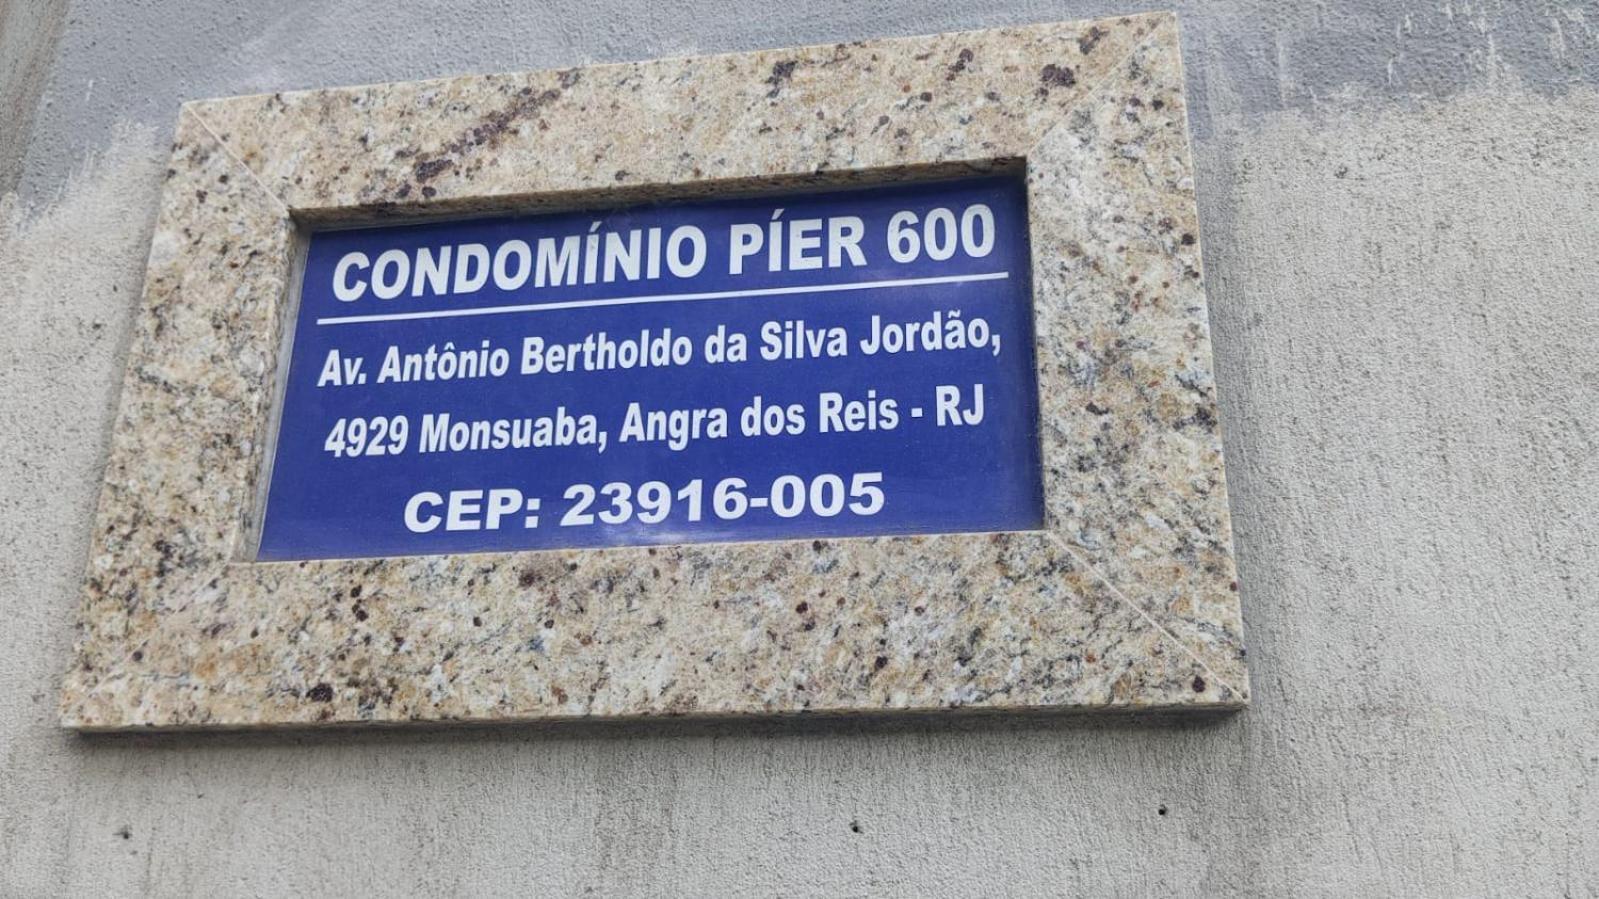 CONDOMÍNIO PÍER 600
Av. Antônio Bertholdo da Silva Jordão,
4929 Monsuaba, Angra dos Reis - RJ
CEP: 23916-005